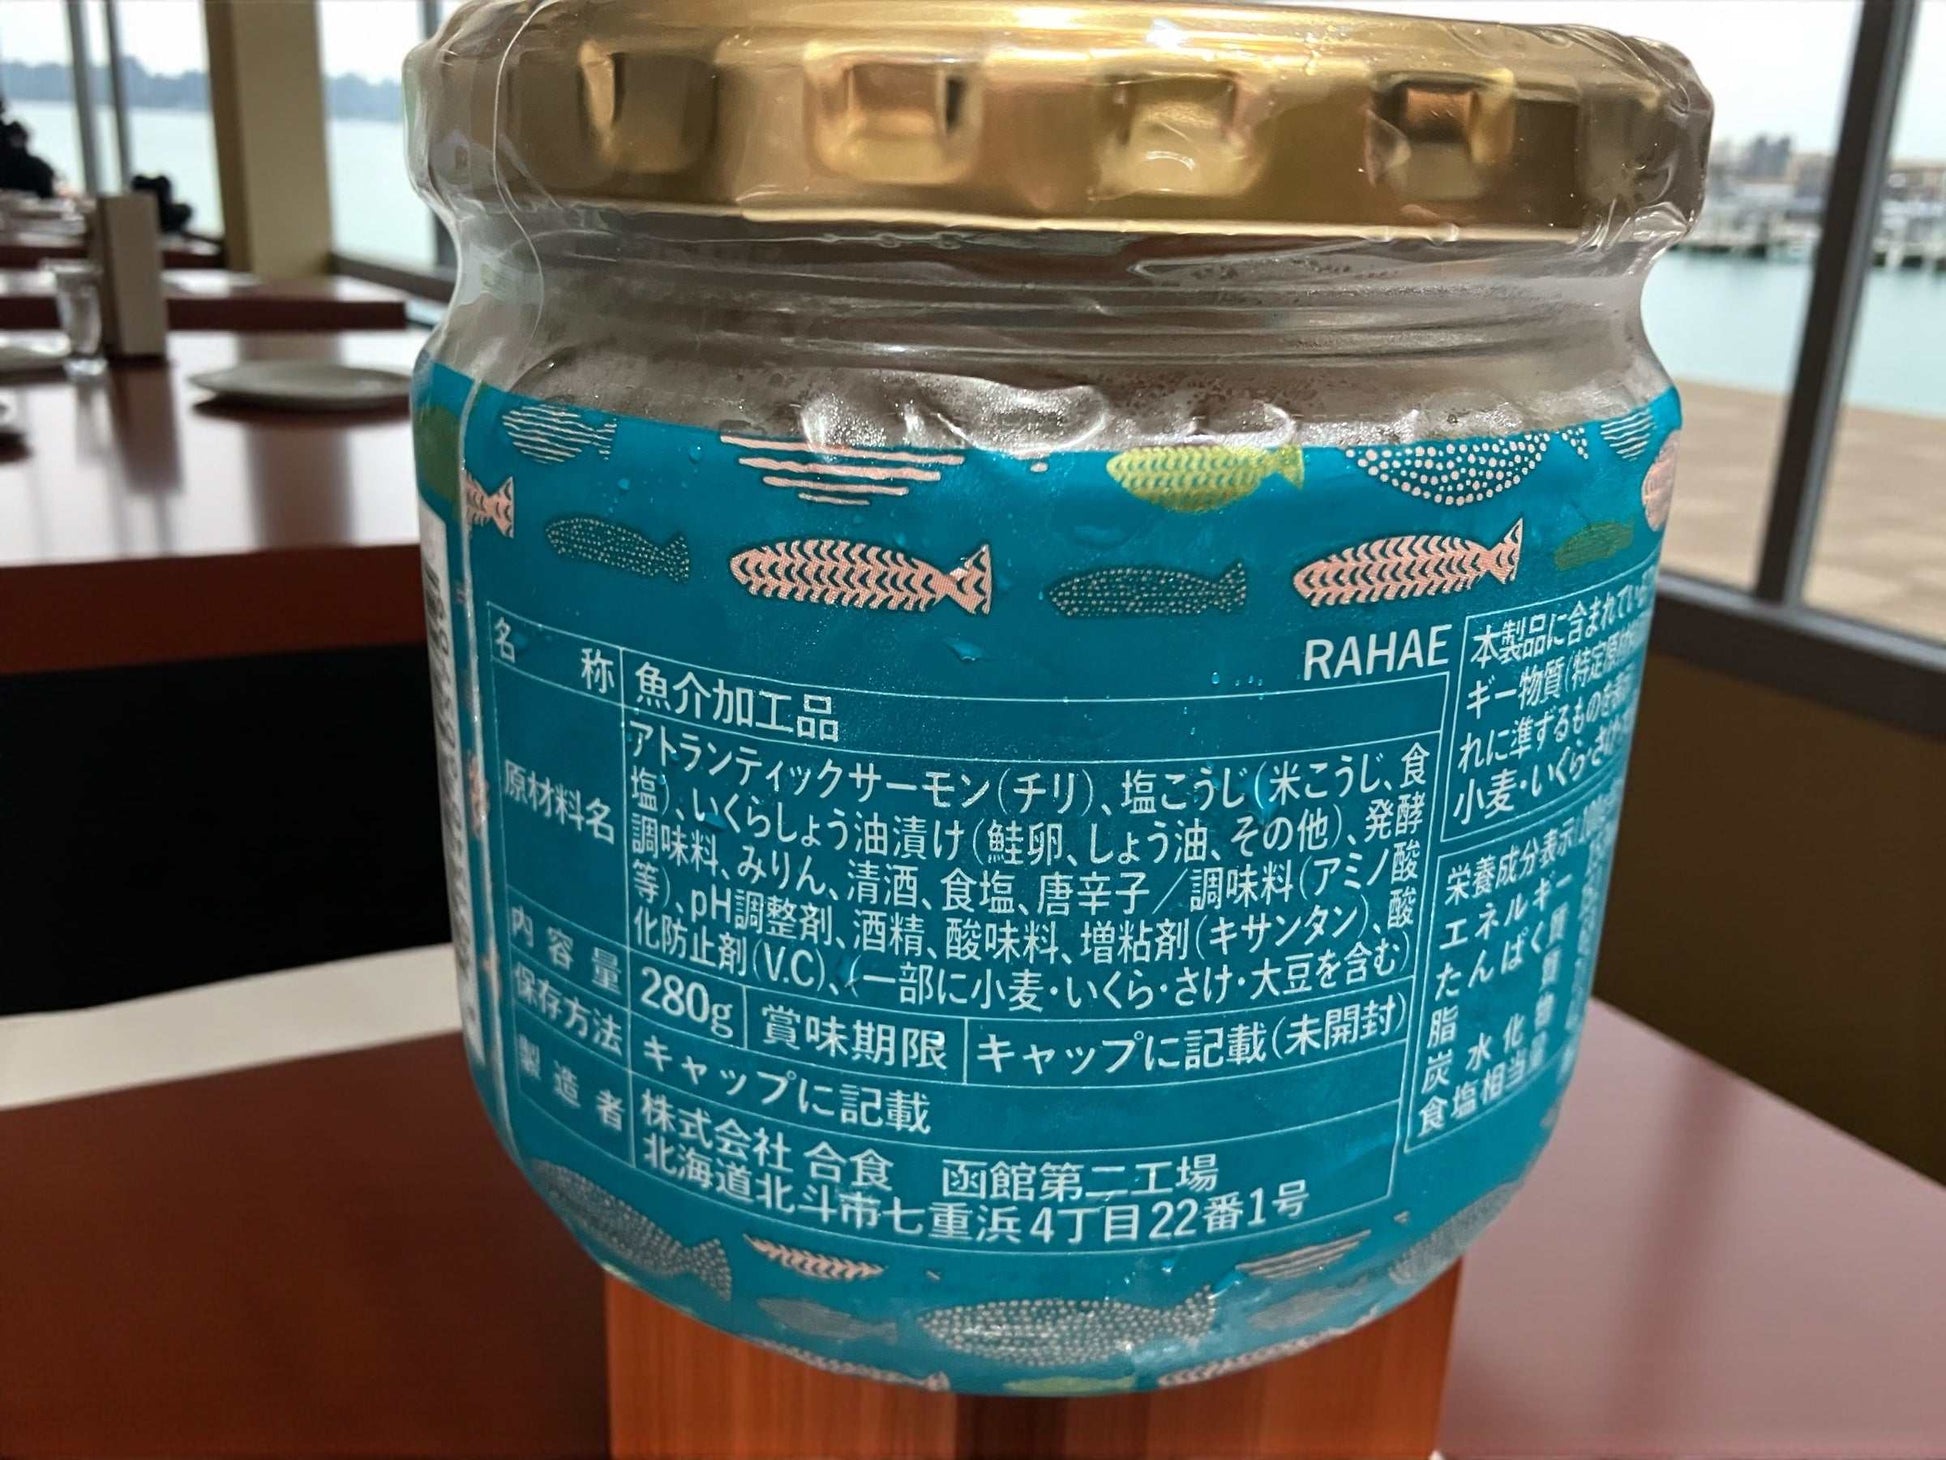 RAHAE
名称 魚介加工品
原材料名 アトランティックサーモン(チリ)、塩こうじ(米こうじ、食
塩)、いくらしょう油漬け(鮭卵、しょう油、その他)、発酵
調味料、みりん、清酒、食塩、唐辛子/調味料(アミノ酸
等)、pH調整剤、酒精、酸味料、増粘剤(キサンタン)、酸
化防止剤(V.C)、(一部に小麦・いくら・さけ・大豆を含む)
内容量 280g 賞味期限 キャップに記載(未開封)
保存方法 キャップに記載
製造者 株式会社 合食 函館第二工場
北海道北斗市七重浜4丁目22番1号
本製品に含まれている
ギー物質(特定原材
れに準ずるものを
小麦・いくら・さけ
栄養成分表示
エネルギー
たんぱく質
脂質
炭水化
食塩相当